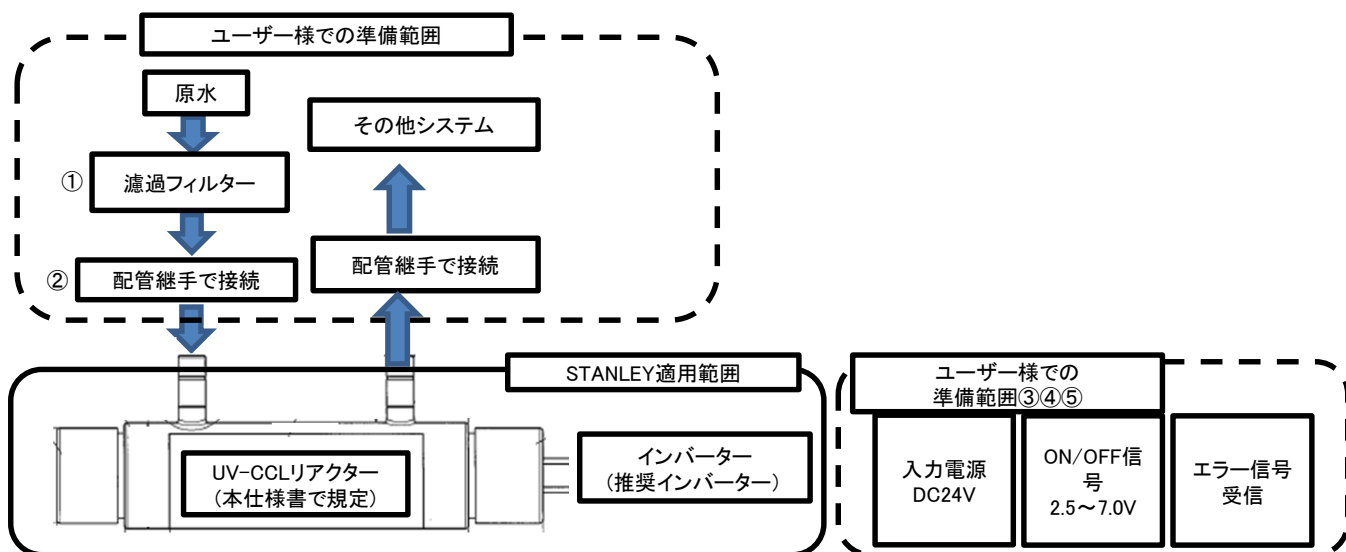 ユーザー様での準備範囲
原水
その他システム
①
濾過フィルター
②
配管継手で接続
配管継手で接続
STANLEY適用範囲
UV-CCLリアクター
(本仕様書で規定)
インバーター
(推奨インバーター)
ユーザー様での
準備範囲③④⑤
入力電源
DC24V
ON/OFF信
号
2.5～7.0V
エラー信号
受信